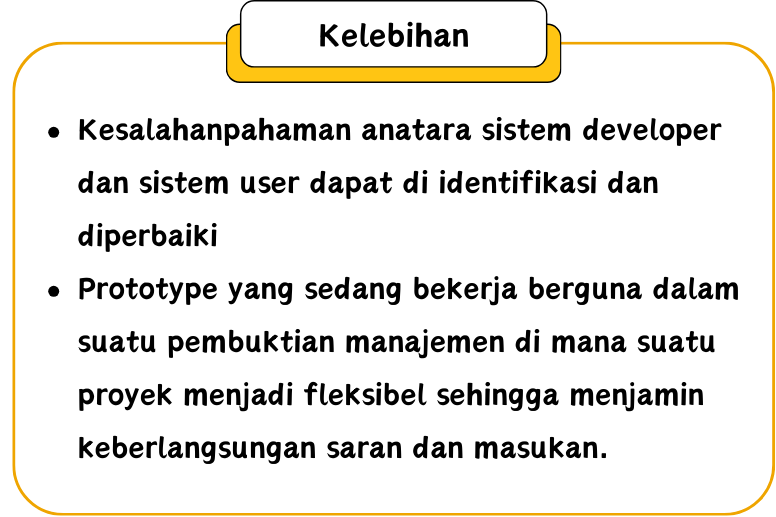 Kelebihan
• Kesalahanpahaman anatara sistem developer
dan sistem user dapat di identifikasi dan
diperbaiki
• Prototype yang sedang bekerja berguna dalam
suatu pembuktian manajemen di mana suatu
proyek menjadi fleksibel sehingga menjamin
keberlangsungan saran dan masukan.